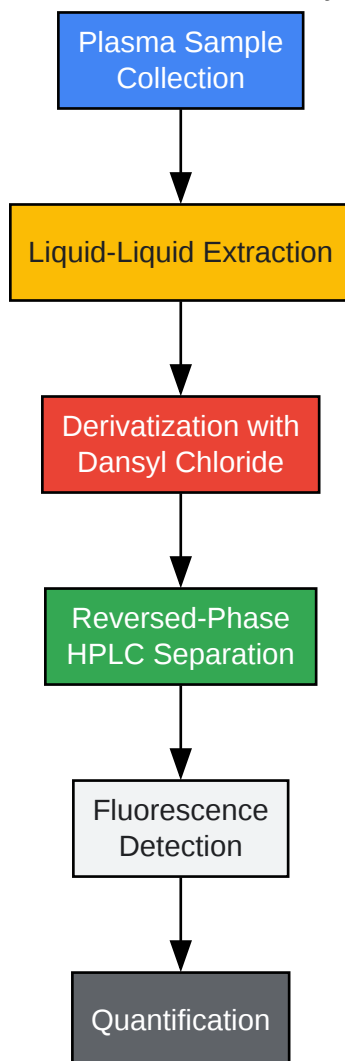 Plasma Sample
Collection
Liquid-Liquid Extraction
Derivatization with
Dansyl Chloride
Reversed-Phase
HPLC Separation
Fluorescence
Detection
Quantification